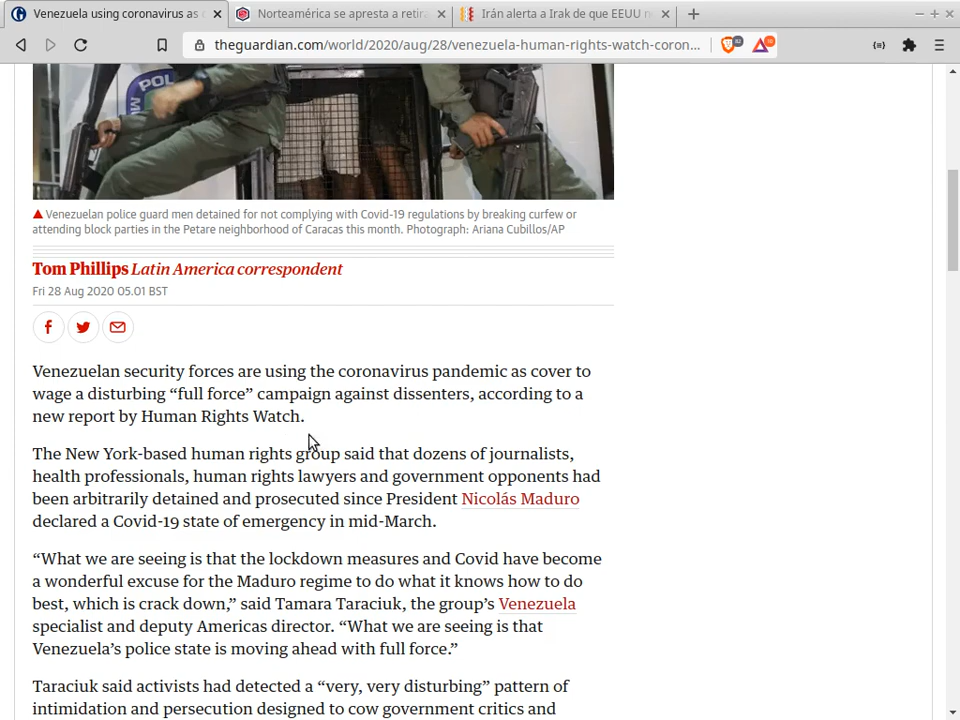 Venezuela using coronavirus as
Norteamérica se apresta a retira
Irán alerta a Irak de que EEUU n
theguardian.com/world/2020/aug/28/venezuela-human-rights-watch-coron...
POL
M
Venezuelan police guard men detained for not complying with Covid-19 regulations by breaking curfew or
attending block parties in the Petare neighborhood of Caracas this month. Photograph: Ariana Cubillos/AP
Tom Phillips Latin America correspondent
Fri 28 Aug 2020 05.01 BST
Venezuelan security forces are using the coronavirus pandemic as cover to
wage a disturbing “full force” campaign against dissenters, according to a
new report by Human Rights Watch.
The New York-based human rights group said that dozens of journalists,
health professionals, human rights lawyers and government opponents had
been arbitrarily detained and prosecuted since President Nicolás Maduro
declared a Covid-19 state of emergency in mid-March.
“What we are seeing is that the lockdown measures and Covid have become
a wonderful excuse for the Maduro regime to do what it knows how to do
best, which is crack down,” said Tamara Taraciuk, the group’s Venezuela
specialist and deputy Americas director. “What we are seeing is that
Venezuela’s police state is moving ahead with full force.”
Taraciuk said activists had detected a “very, very disturbing” pattern of
intimidation and persecution designed to cow government critics and